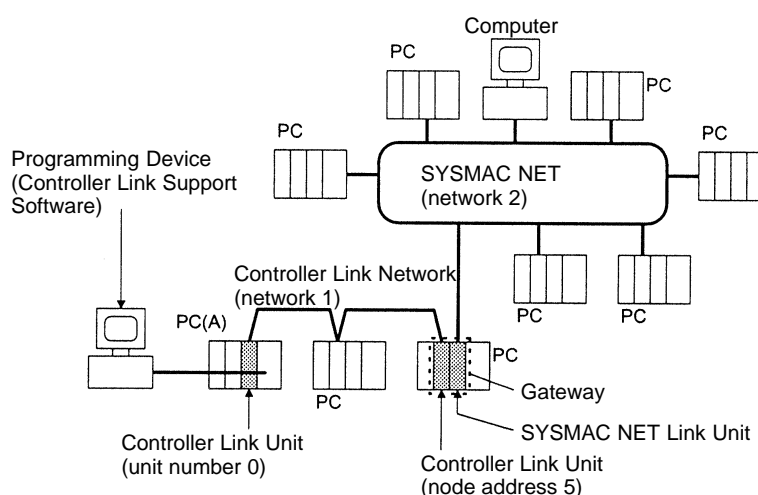 Computer
PC
PC
PC
PC
Programming Device
(Controller Link Support
Software)
SYSMAC NET
(network 2)
Controller Link Network
(network 1)
PC(A)
PC
PC
PC
PC
Gateway
SYSMAC NET Link Unit
Controller Link Unit
(unit number 0)
Controller Link Unit
(node address 5)